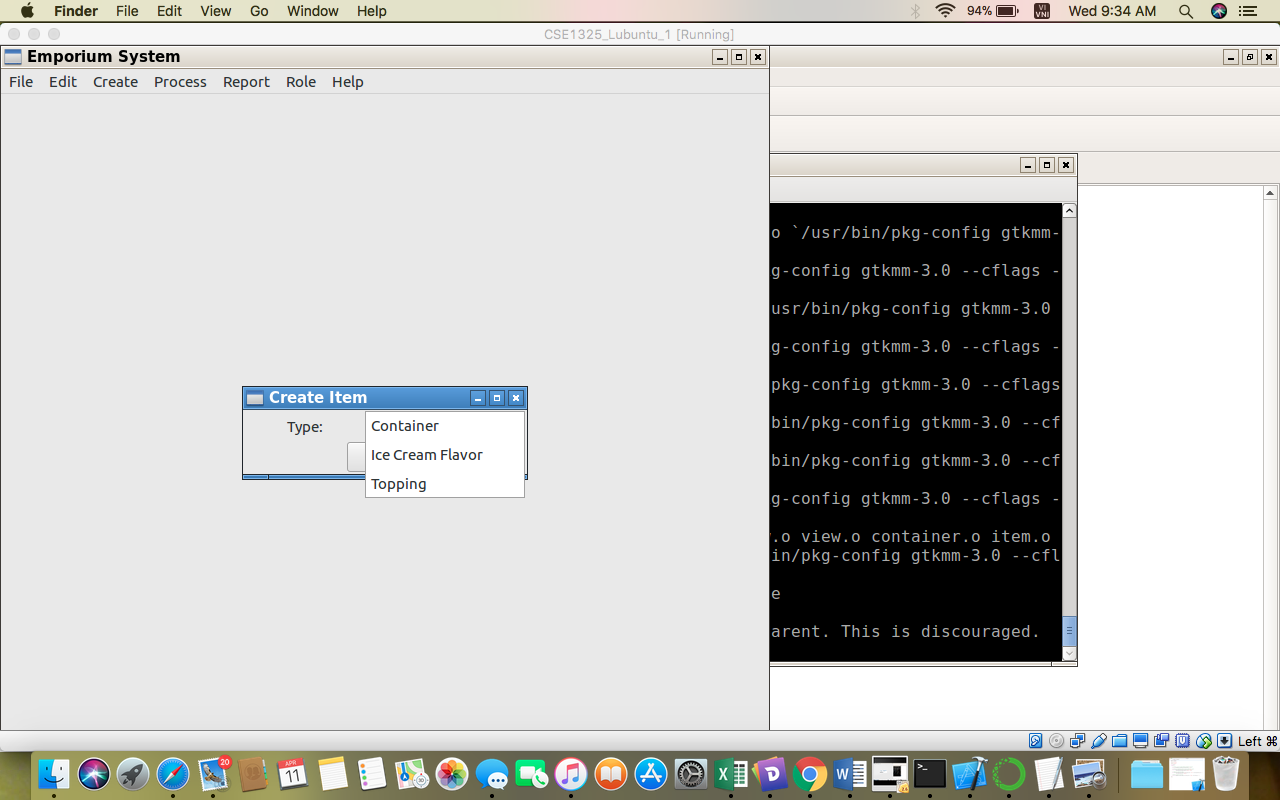 Finder File Edit View Go Window Help 94% VI VNI Wed 9:34 AM
CSE1325_Lubuntu_1 [Running]
Emporium System
File Edit Create Process Report Role Help
Create Item
Type:
Container
Ice Cream Flavor
Topping
o `/usr/bin/pkg-config gtkmm-
g-config gtkmm-3.0 --cflags -
usr/bin/pkg-config gtkmm-3.0
g-config gtkmm-3.0 --cflags -
pkg-config gtkmm-3.0 --cflags
bin/pkg-config gtkmm-3.0 --cf
bin/pkg-config gtkmm-3.0 --cf
g-config gtkmm-3.0 --cflags -
.o view.o container.o item.o
in/pkg-config gtkmm-3.0 --cfl
e
arent. This is discouraged.
Left ⌘
20
APR
11